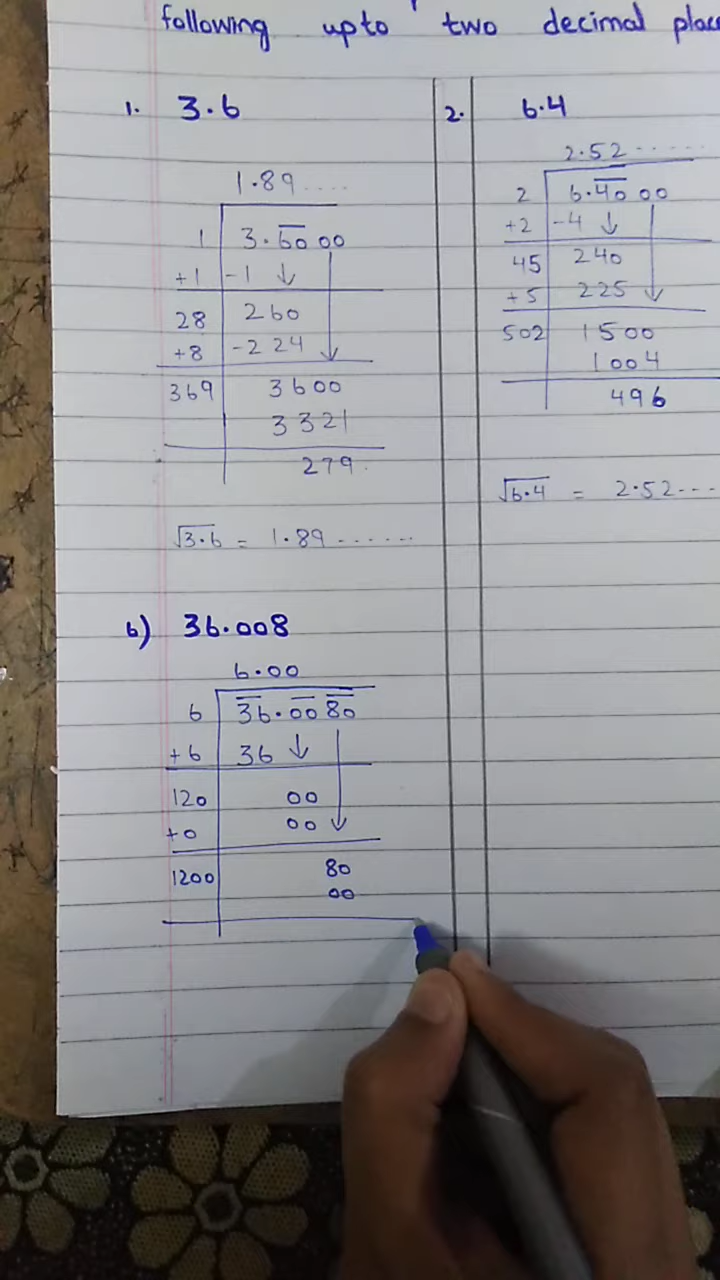 following upto two decimal
1. 3.6
1.89....
1 3.60 00
+1 -1 ↓
28 260
+8 -224
369 3600
3321
279.
√3.6 = 1.89.......
2. 6.4
2.52.....
2 6.40 00
+2 -4 ↓
45 240
+5 225
502 1500
1004
496
√6.4 = 2.52...
6) 36.008
6.00
6 36.00 80
+6 36 ↓
120 00
+0 00
1200 80
00